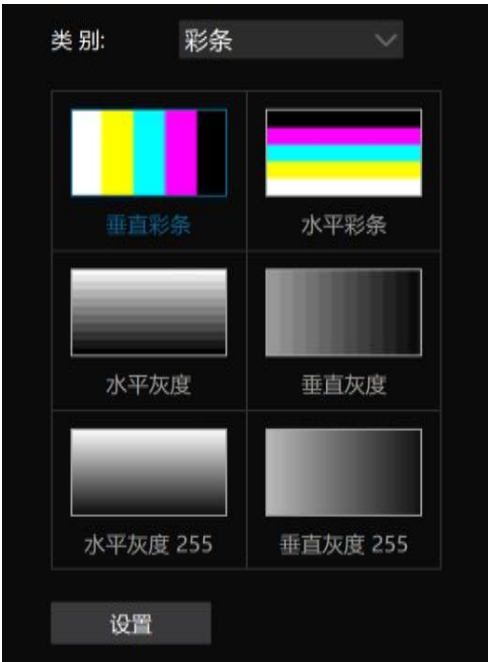 类 别: 彩条
垂直彩条 水平彩条
水平灰度 垂直灰度
水平灰度 255 垂直灰度 255
设置